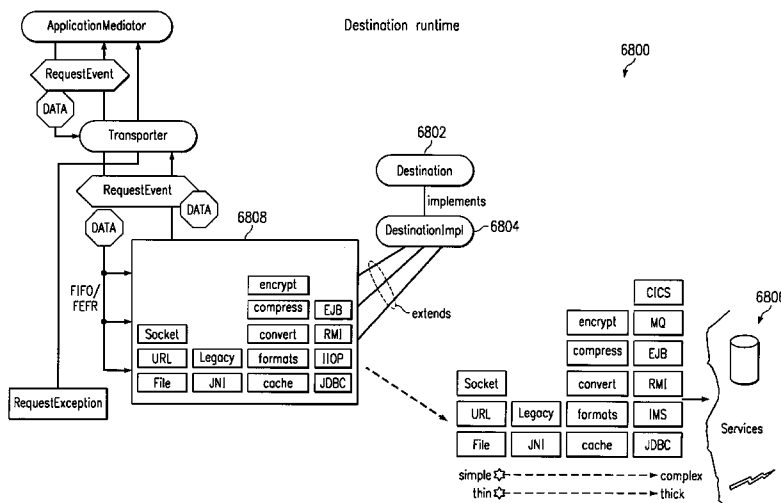 Destination runtime
6800
ApplicationMediator
RequestEvent
DATA
Transporter
RequestEvent
DATA
DATA
FIFO/
FEFR
RequestException
6802
Destination
implements
DestinationImpl
6804
extends
6808
encrypt
compress
EJB
Socket
convert
RMI
URL
Legacy
formats
IIOP
File
JNI
cache
JDBC
CICS
encrypt
MQ
compress
EJB
Socket
convert
RMI
URL
Legacy
formats
IMS
File
JNI
cache
JDBC
simple
complex
thin
thick
6806
Services